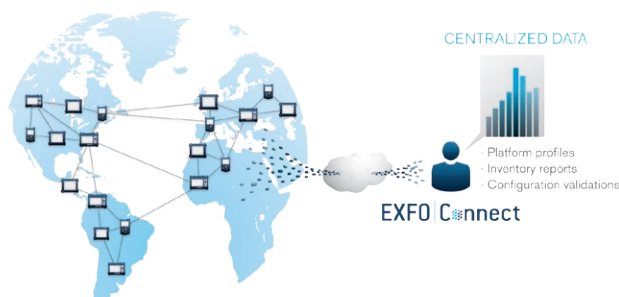 CENTRALIZED DATA
· Platform profiles
· Inventory reports
· Configuration validations
EXFO Connect